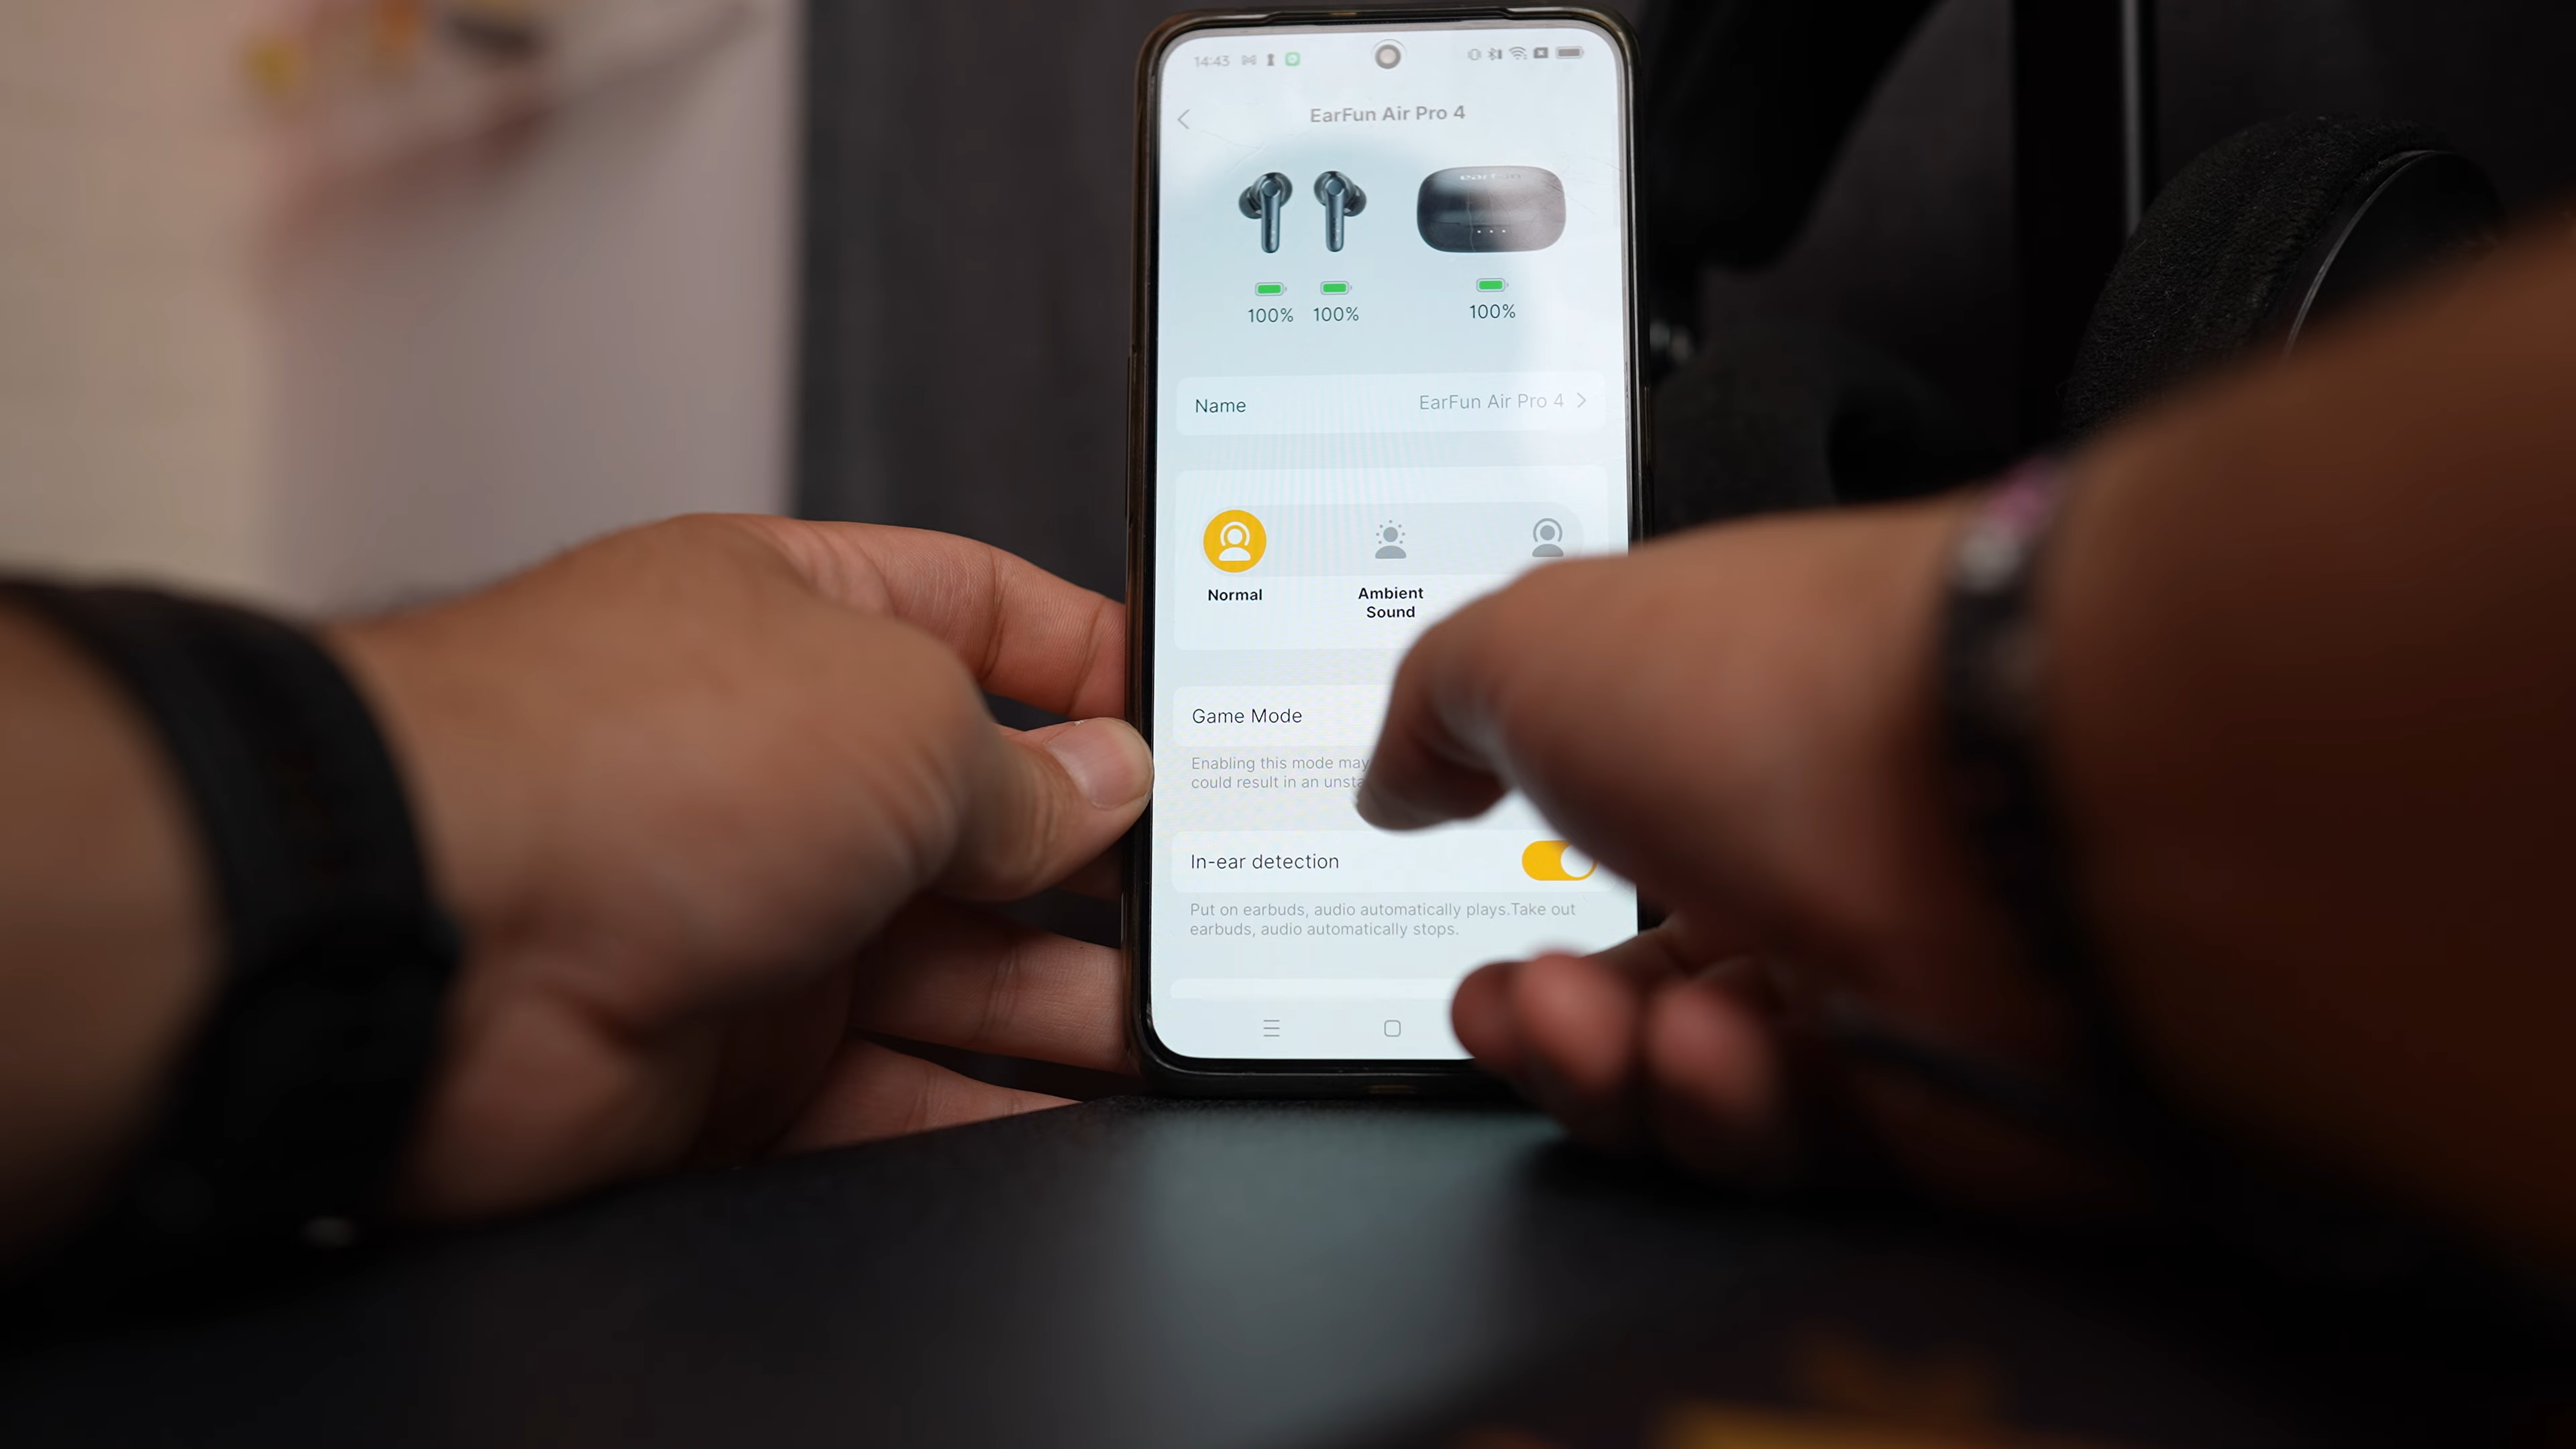 14:43
EarFun Air Pro 4
100% 100% 100%
Name EarFun Air Pro 4
Normal
Ambient
Sound
Game Mode
Enabling this mode may
could result in an
In-ear detection
Put on earbuds, audio automatically plays.Take out
earbuds, audio automatically stops.